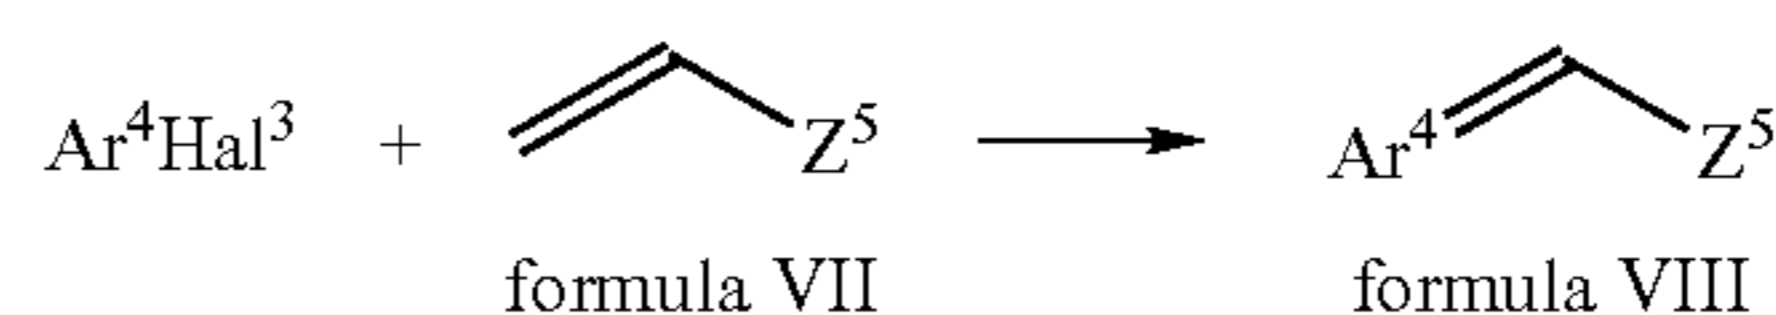 Ar⁴Hal³ + Z⁵ Ar⁴ Z⁵
formula VII formula VIII